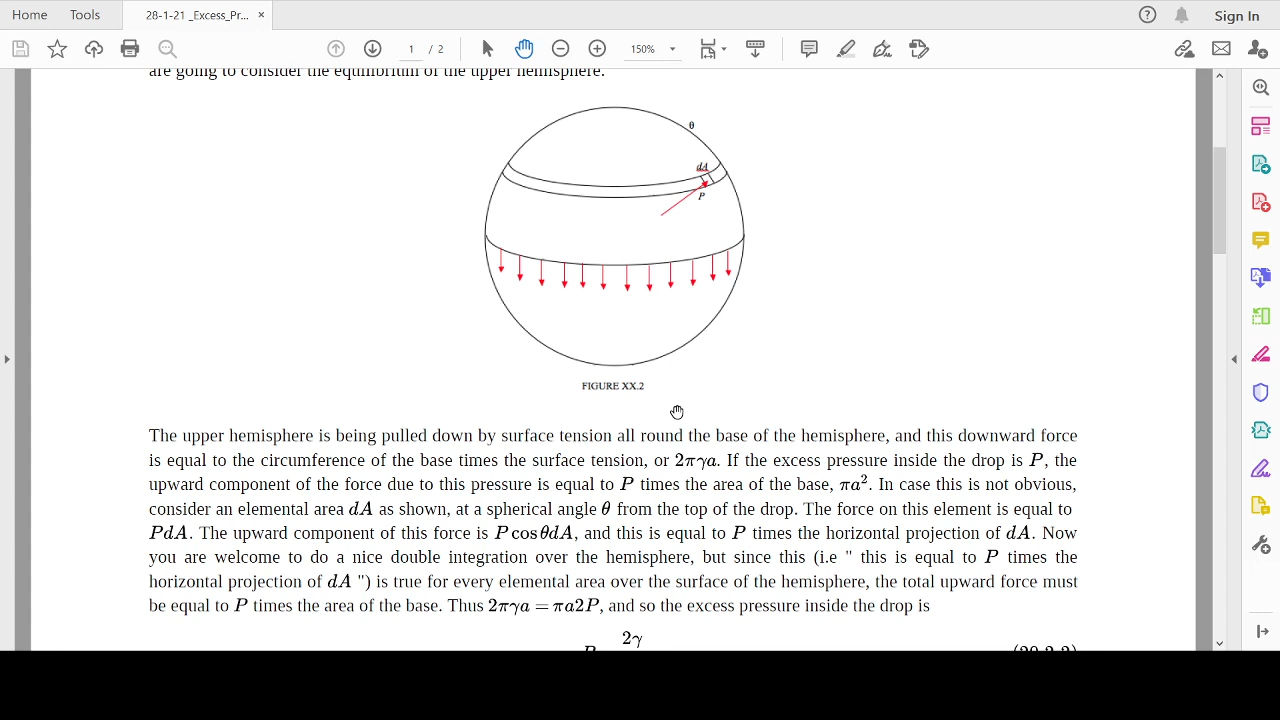 Home Tools 28-1-21 _Excess_Pr... × Sign In
1 / 2 150%
are going to consider the equilibrium of the upper hemisphere.
θ
dA
P
FIGURE XX.2
The upper hemisphere is being pulled down by surface tension all round the base of the hemisphere, and this downward force
is equal to the circumference of the base times the surface tension, or 2πγa. If the excess pressure inside the drop is P, the
upward component of the force due to this pressure is equal to P times the area of the base, πa². In case this is not obvious,
consider an elemental area dA as shown, at a spherical angle θ from the top of the drop. The force on this element is equal to
PdA. The upward component of this force is P cos θdA, and this is equal to P times the horizontal projection of dA. Now
you are welcome to do a nice double integration over the hemisphere, but since this (i.e " this is equal to P times the
horizontal projection of dA ") is true for every elemental area over the surface of the hemisphere, the total upward force must
be equal to P times the area of the base. Thus 2πγa = πa2P, and so the excess pressure inside the drop is
2γ